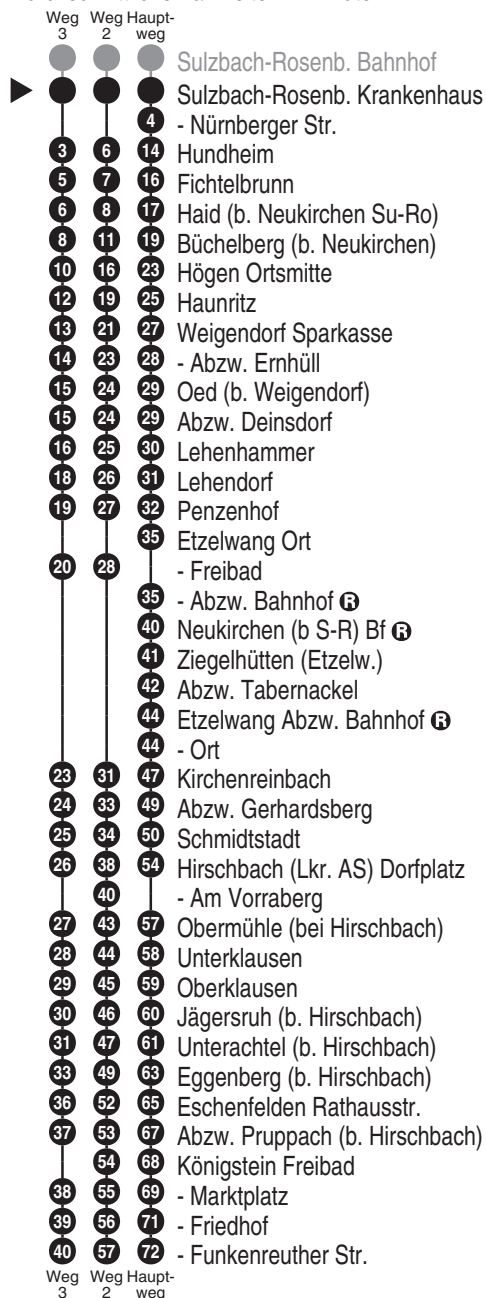 Weg Weg Haupt-
3 2 weg
Sulzbach-Rosenb. Bahnhof
Sulzbach-Rosenb. Krankenhaus
4 - Nürnberger Str.
3 6 14 Hundheim
5 7 16 Fichtelbrunn
6 8 17 Haid (b. Neukirchen Su-Ro)
8 11 19 Büchelberg (b. Neukirchen)
10 16 23 Högen Ortsmitte
12 19 25 Haunritz
13 21 27 Weigendorf Sparkasse
14 23 28 - Abzw. Ernhüll
15 24 29 Oed (b. Weigendorf)
15 24 29 Abzw. Deinsdorf
16 25 30 Lehenhammer
18 26 31 Lehendorf
19 27 32 Penzenhof
35 Etzelwang Ort
20 28 - Freibad
35 - Abzw. Bahnhof R
40 Neukirchen (b S-R) Bf R
41 Ziegelhütten (Etzelw.)
42 Abzw. Tabernackel
44 Etzelwang Abzw. Bahnhof R
44 - Ort
23 31 47 Kirchenreinbach
24 33 49 Abzw. Gerhardsberg
25 34 50 Schmidtstadt
26 38 54 Hirschbach (Lkr. AS) Dorfplatz
40 - Am Vorraberg
27 43 57 Obermühle (bei Hirschbach)
28 44 58 Unterklausen
29 45 59 Oberklausen
30 46 60 Jägersruh (b. Hirschbach)
31 47 61 Unterachtel (b. Hirschbach)
33 49 63 Eggenberg (b. Hirschbach)
36 52 65 Eschenfelden Rathausstr.
37 53 67 Abzw. Pruppach (b. Hirschbach)
54 68 Königstein Freibad
38 55 69 - Marktplatz
39 56 71 - Friedhof
40 57 72 - Funkenreuther Str.
Weg Weg Haupt-
3 2 weg